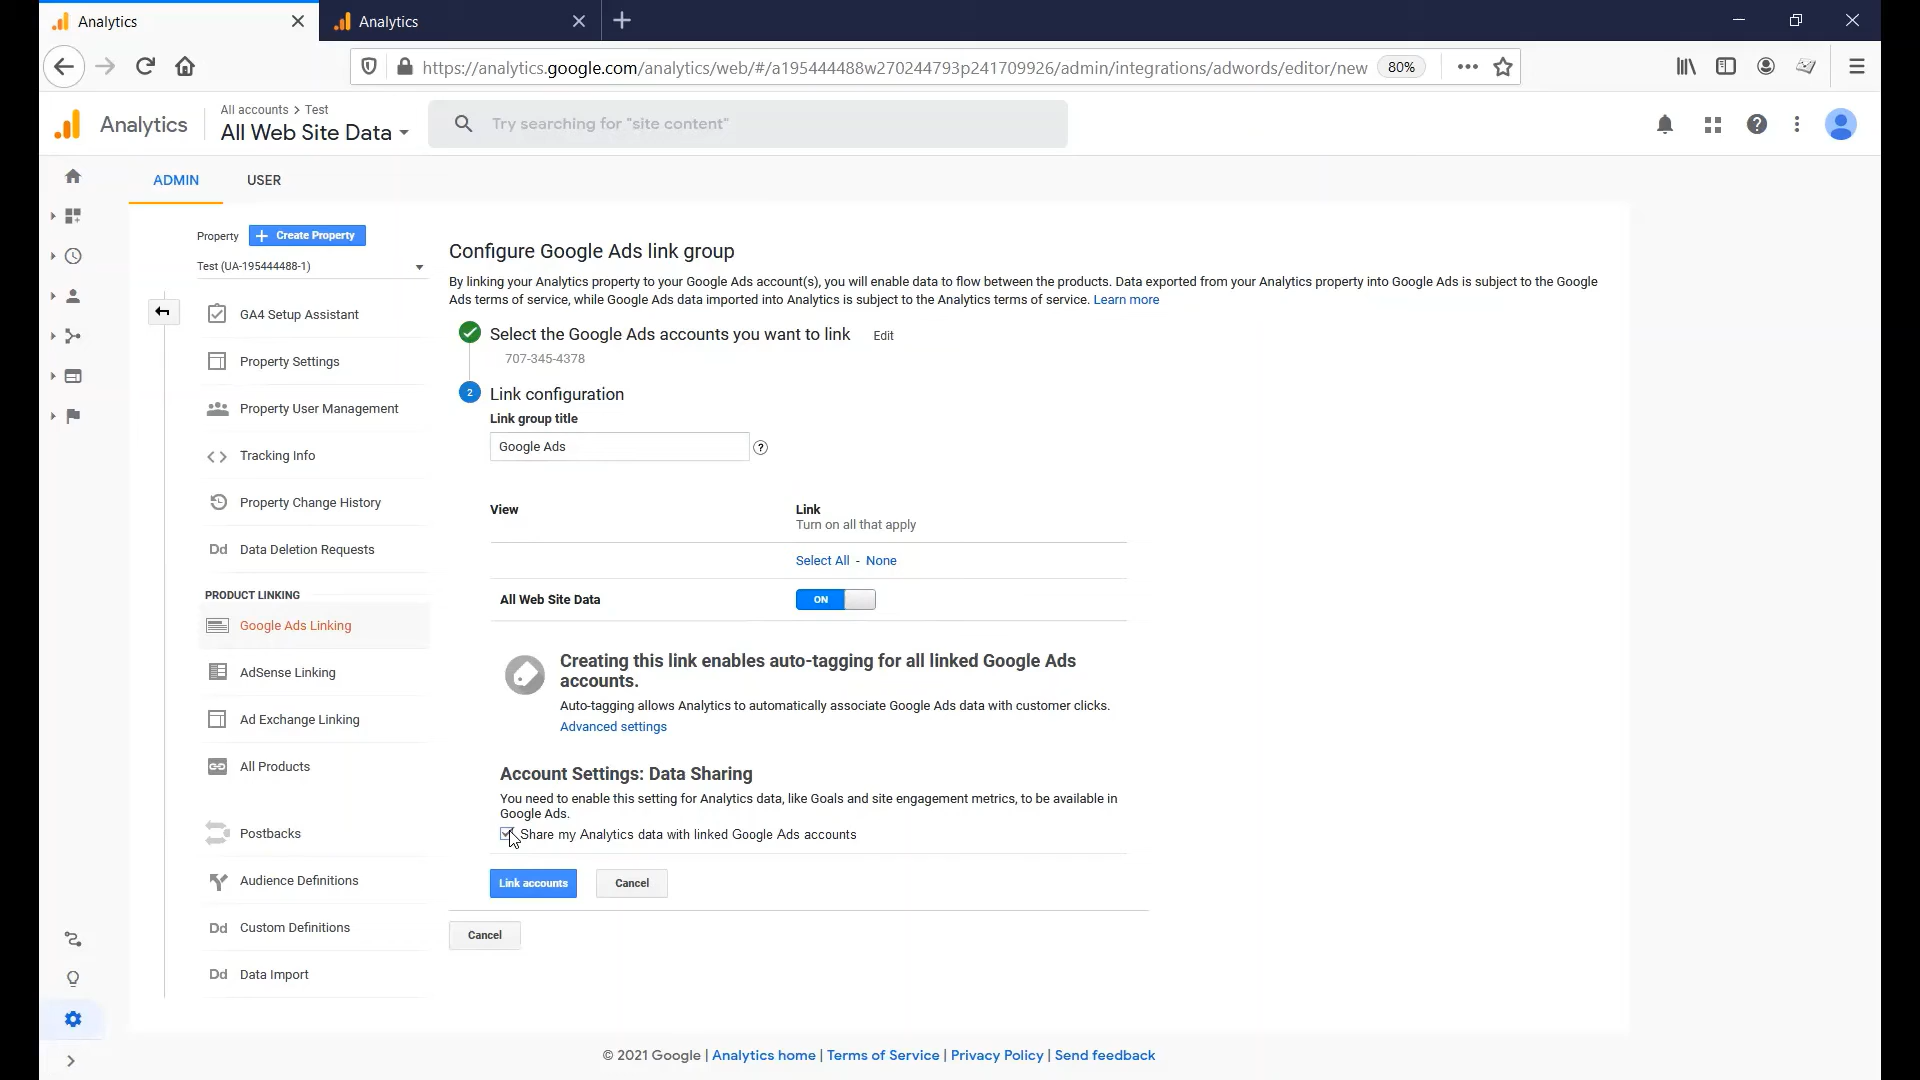 Analytics
Analytics
https://analytics.google.com/analytics/web/#/a195444488w270244793p241709926/admin/integrations/adwords/editor/new
80%
Analytics
All accounts > Test
All Web Site Data
Try searching for "site content"
ADMIN
USER
Property
Create Property
Test (UA-195444488-1)
GA4 Setup Assistant
Property Settings
Property User Management
Tracking Info
Property Change History
Dd Data Deletion Requests
PRODUCT LINKING
Google Ads Linking
AdSense Linking
Ad Exchange Linking
All Products
Postbacks
Audience Definitions
Dd Custom Definitions
Dd Data Import
Configure Google Ads link group
By linking your Analytics property to your Google Ads account(s), you will enable data to flow between the products. Data exported from your Analytics property into Google Ads is subject to the Google
Ads terms of service, while Google Ads data imported into Analytics is subject to the Analytics terms of service. Learn more
Select the Google Ads accounts you want to link Edit
707-345-4378
2 Link configuration
Link group title
Google Ads
?
View
Link
Turn on all that apply
Select All - None
All Web Site Data
ON
Creating this link enables auto-tagging for all linked Google Ads
accounts.
Auto-tagging allows Analytics to automatically associate Google Ads data with customer clicks.
Advanced settings
Account Settings: Data Sharing
You need to enable this setting for Analytics data, like Goals and site engagement metrics, to be available in
Google Ads.
Share my Analytics data with linked Google Ads accounts
Link accounts
Cancel
Cancel
© 2021 Google | Analytics home | Terms of Service | Privacy Policy | Send feedback